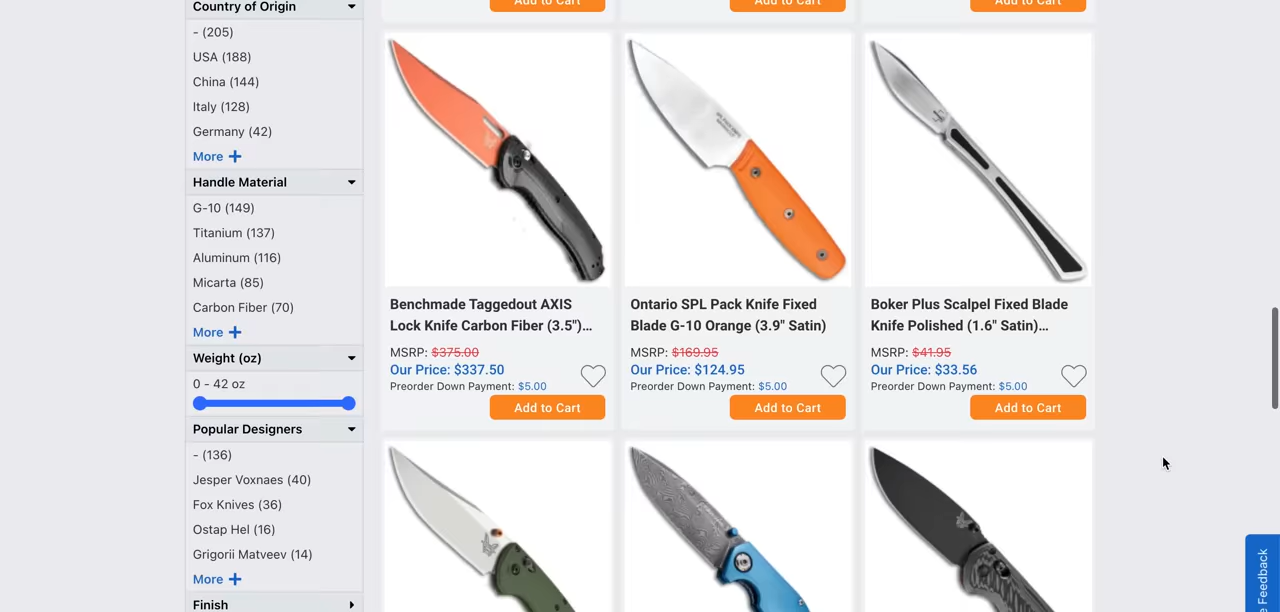 Country of Origin
- (205)
USA (188)
China (144)
Italy (128)
Germany (42)
More +
Handle Material
G-10 (149)
Titanium (137)
Aluminum (116)
Micarta (85)
Carbon Fiber (70)
More +
Weight (oz)
0 - 42 oz
Popular Designers
- (136)
Jesper Voxnaes (40)
Fox Knives (36)
Ostap Hel (16)
Grigorii Matveev (14)
More +
Finish
Add to Cart
Add to Cart
Add to Cart
Benchmade Taggedout AXIS
Lock Knife Carbon Fiber (3.5")...
MSRP: $375.00
Our Price: $337.50
Preorder Down Payment: $5.00
Add to Cart
Ontario SPL Pack Knife Fixed
Blade G-10 Orange (3.9" Satin)
MSRP: $169.95
Our Price: $124.95
Preorder Down Payment: $5.00
Add to Cart
Boker Plus Scalpel Fixed Blade
Knife Polished (1.6" Satin)...
MSRP: $41.95
Our Price: $33.56
Preorder Down Payment: $5.00
Add to Cart
Feedback